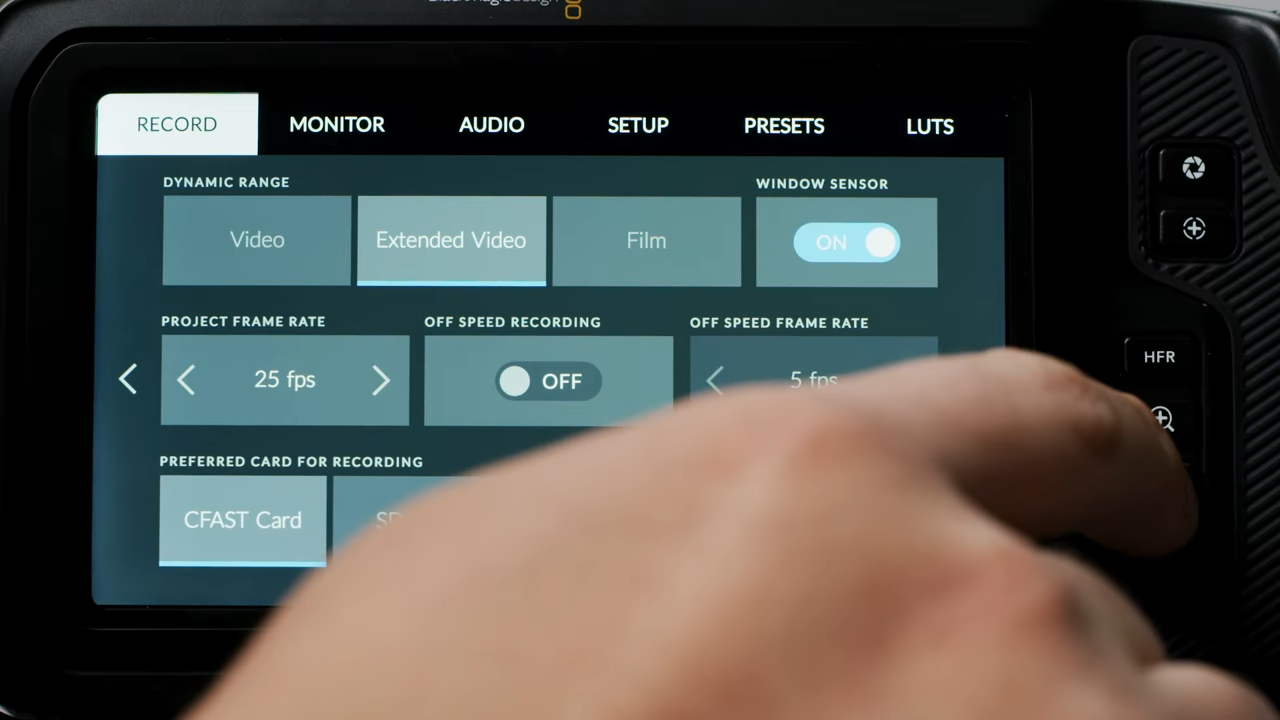 RECORD MONITOR AUDIO SETUP PRESETS LUTS
DYNAMIC RANGE WINDOW SENSOR
Video Extended Video Film ON
PROJECT FRAME RATE OFF SPEED RECORDING OFF SPEED FRAME RATE
HFR
25 fps OFF 5 fps
PREFERRED CARD FOR RECORDING
CFAST Card